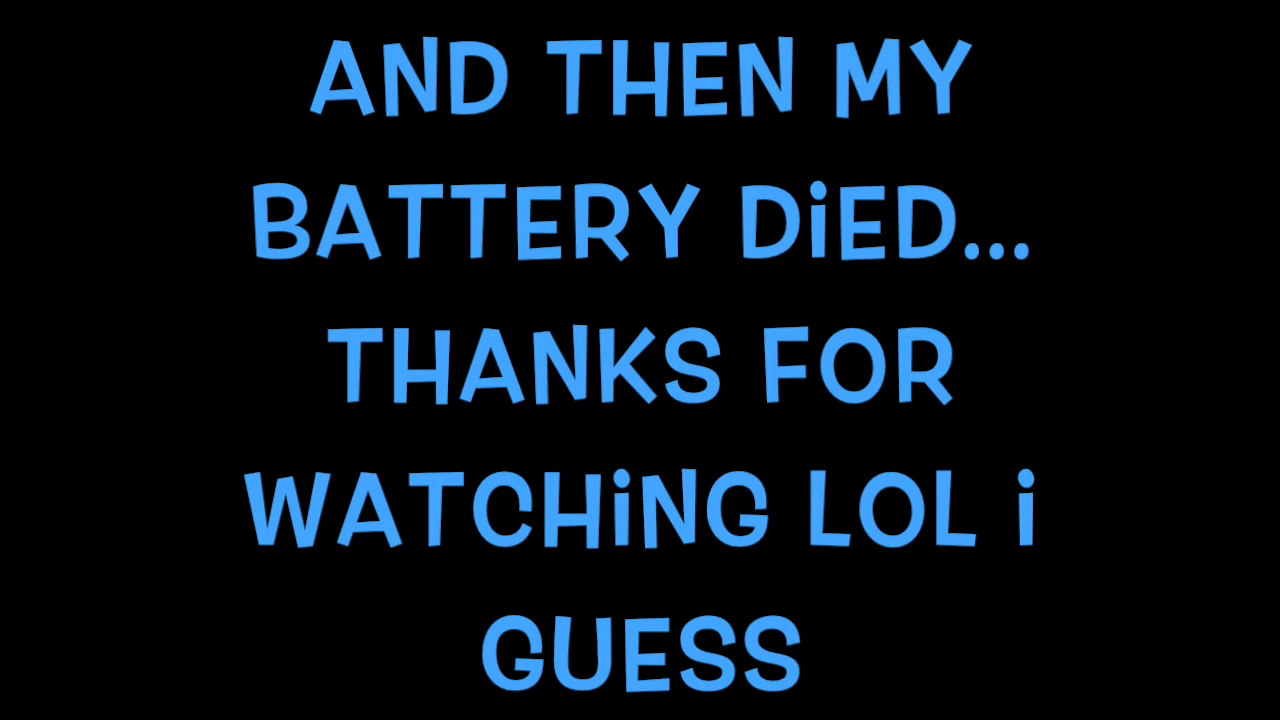 AND THEN MY
BATTERY DiED...
THANKS FOR
WATCHiNG LOL i
GUESS